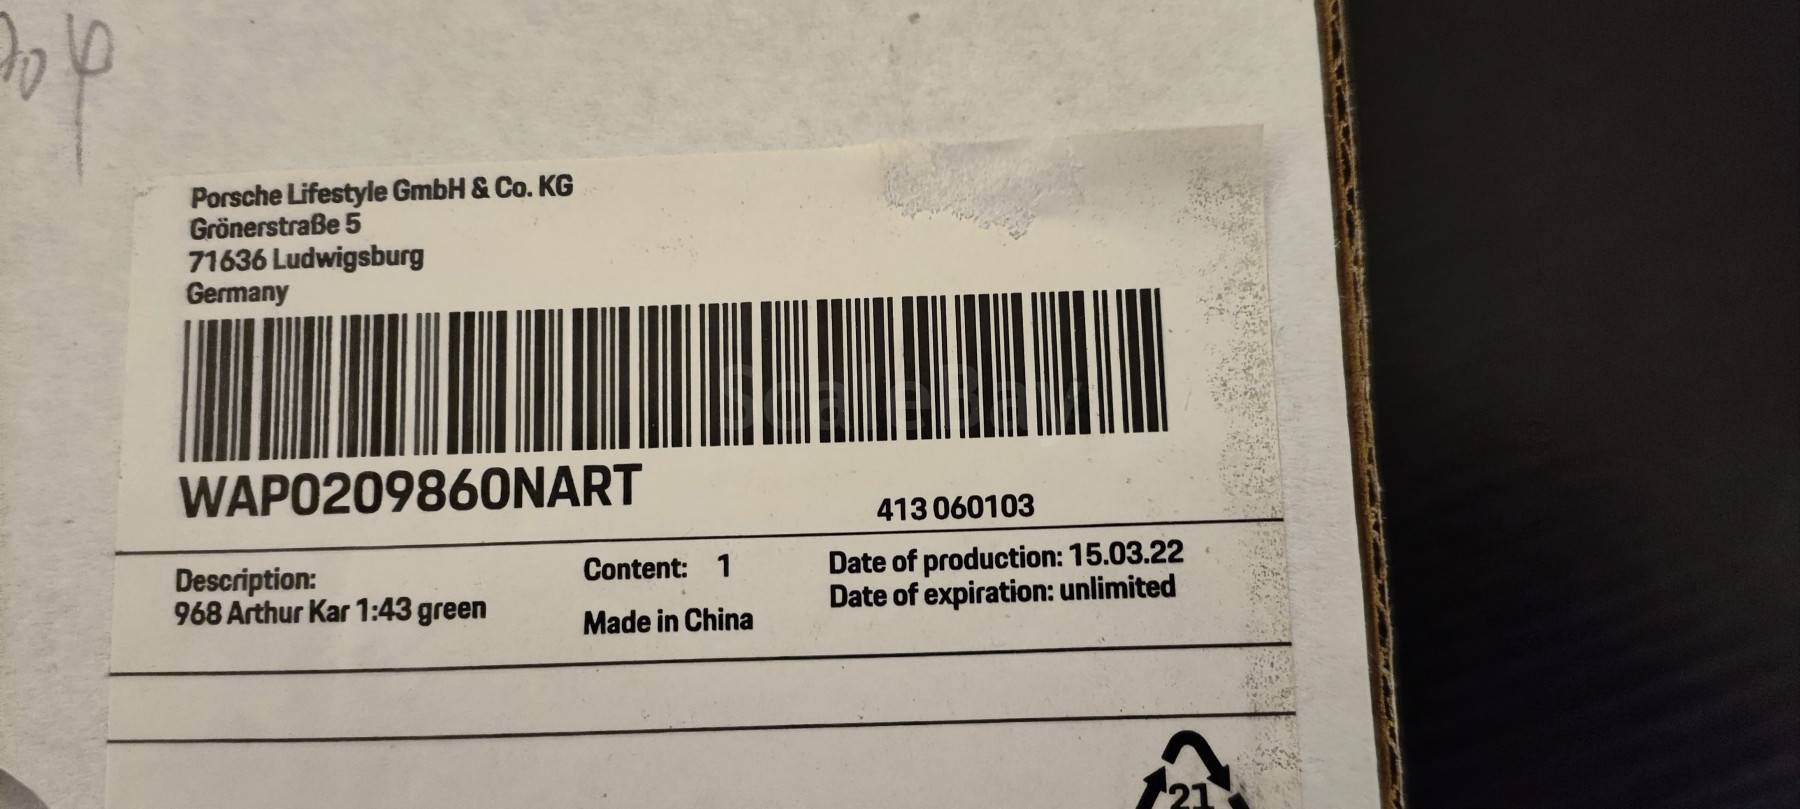 Porsche Lifestyle GmbH & Co. KG
Grönerstraße 5
71636 Ludwigsburg
Germany
ScaleBay
WAP0209860NART
413 060103
Description:
968 Arthur Kar 1:43 green
Content: 1
Made in China
Date of production: 15.03.22
Date of expiration: unlimited
21